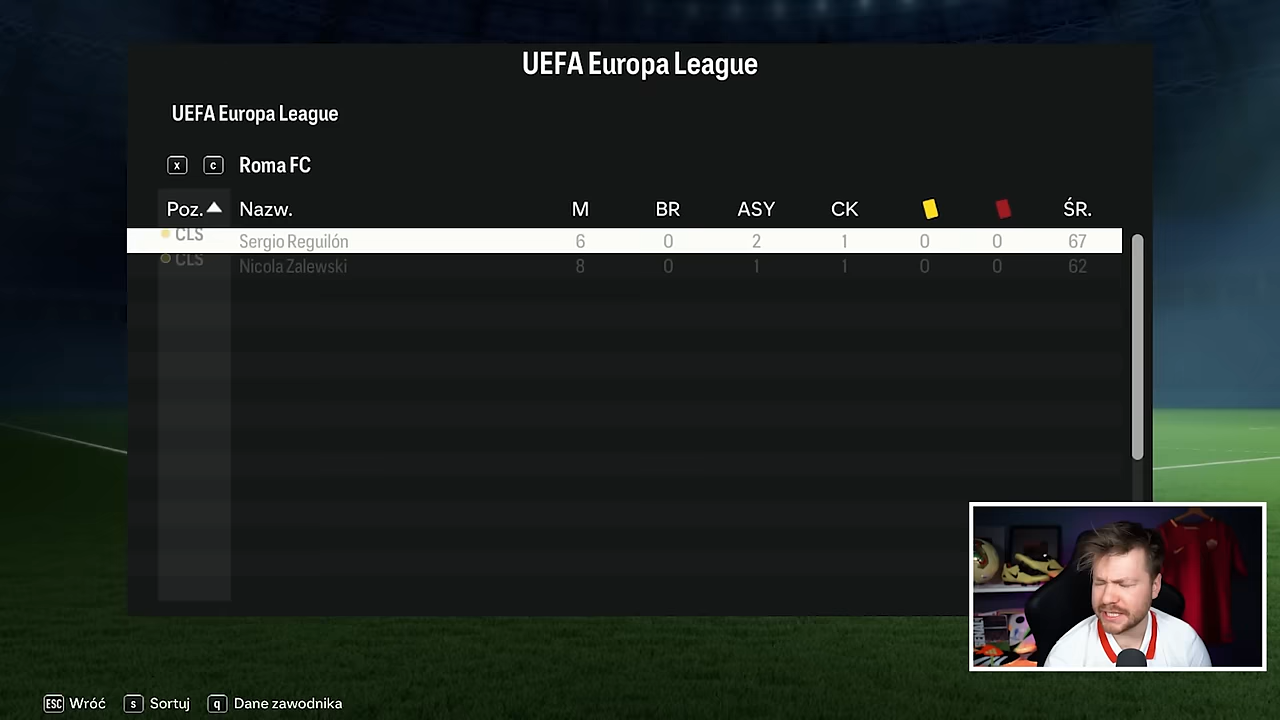 UEFA Europa League
UEFA Europa League
x c Roma FC
Poz. Nazw. M BR ASY CK ŚR.
CLS Sergio Reguilón 6 0 2 1 0 0 67
CLS Nicola Zalewski 8 0 1 1 0 0 62
ESC Wróć s Sortuj q Dane zawodnika